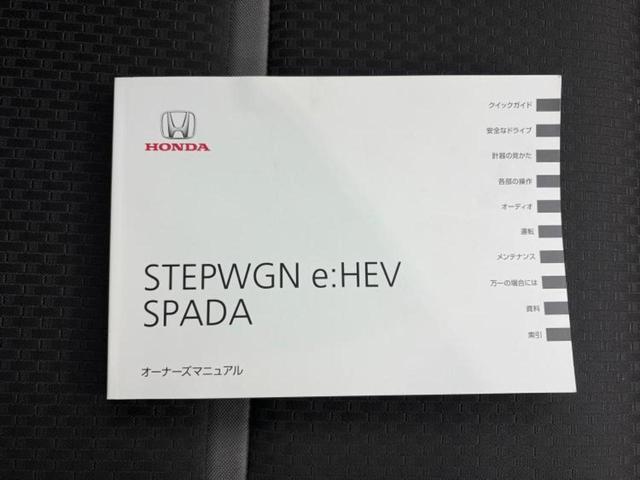 HONDA
クイックガイド
安全なドライブ
計器の見かた
各部の操作
オーディオ
運転
メンテナンス
万一の場合には
資料
索引
STEPWGN e:HEV
SPADA
オーナーズマニュアル